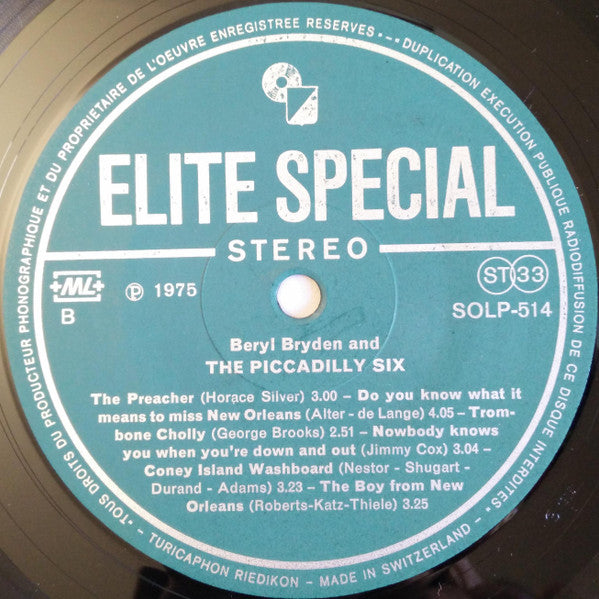 •TOUS DROITS DU PRODUCTEUR PHONOGRAPHIQUE ET DU PROPRIETAIRE DE L'OEUVRE ENREGISTREE RESERVES • - • DUPLICATION EXECUTION PUBLIQUE RADIODIFFUSION DE CE DISQUE INTERDITES•
ELITE SPECIAL
STEREO
+ML+
B
Ⓟ 1975
ST 33
SOLP-514
Beryl Bryden and
THE PICCADILLY SIX
The Preacher (Horace Silver) 3.00 – Do you know what it
means to miss New Orleans (Alter - de Lange) 4.05 – Trom-
bone Cholly (George Brooks) 2.51 – Nowbody knows
you when you're down and out (Jimmy Cox) 3.04 –
Coney Island Washboard (Nestor - Shugart -
Durand - Adams) 3.23 – The Boy from New
Orleans (Roberts-Katz-Thiele) 3.25
- TURICAPHON RIEDIKON - MADE IN SWITZERLAND -